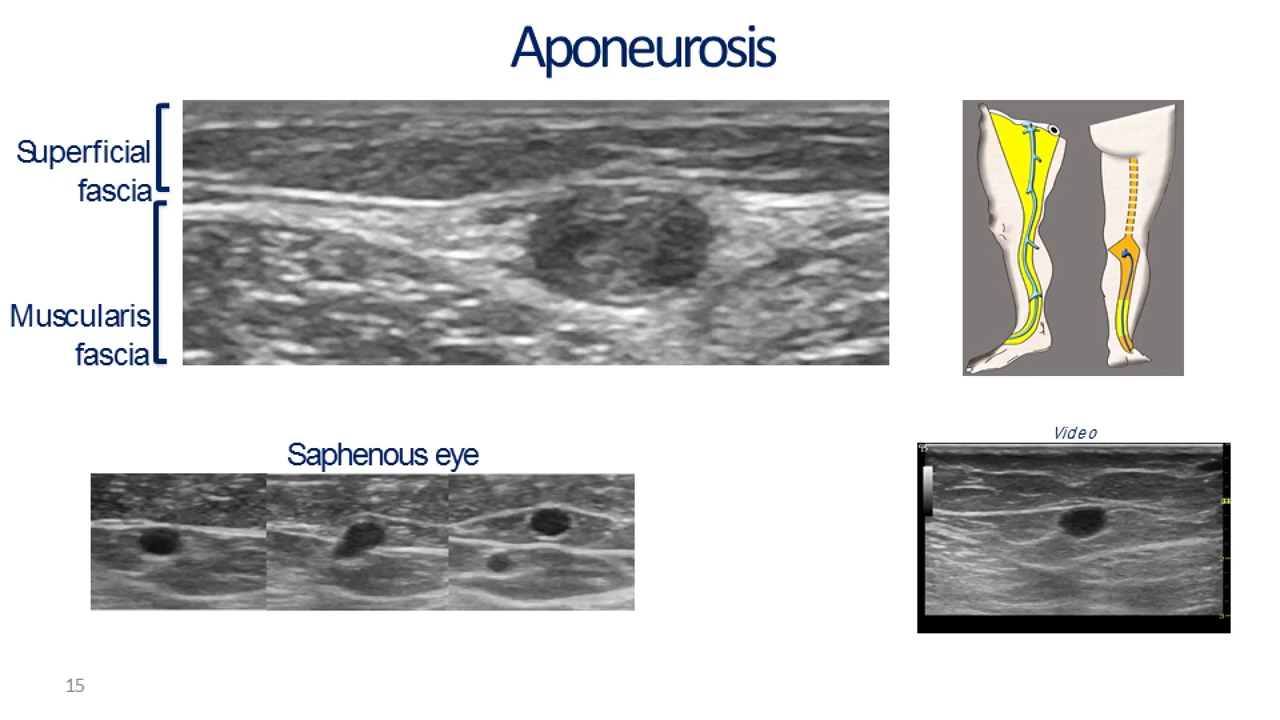 Aponeurosis
Superficial
fascia
Muscularis
fascia
Saphenous eye
Video
15